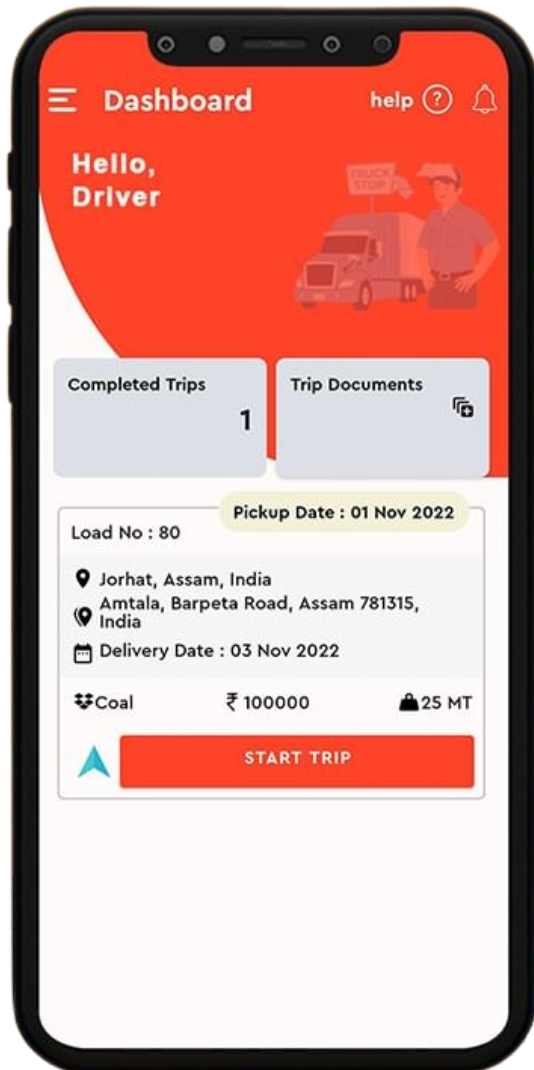 Dashboard
help ?
Hello,
Driver
TRUCK
STOP
Completed Trips
Trip Documents
1
Pickup Date : 01 Nov 2022
Load No : 80
Jorhat, Assam, India
Amtala, Barpeta Road, Assam 781315,
India
Delivery Date : 03 Nov 2022
Coal ₹ 100000 25 MT
START TRIP